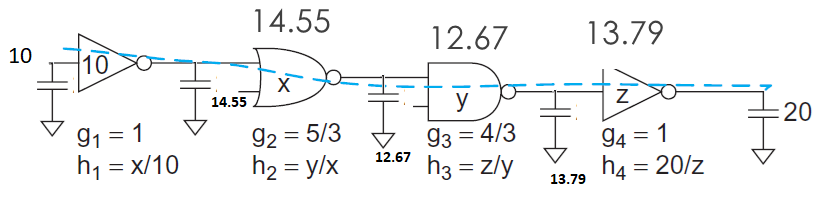 14.55
12.67
13.79
10
10
x
y
z
14.55
12.67
13.79
20
g1 = 1
h1 = x/10
g2 = 5/3
h2 = y/x
g3 = 4/3
h3 = z/y
g4 = 1
h4 = 20/z